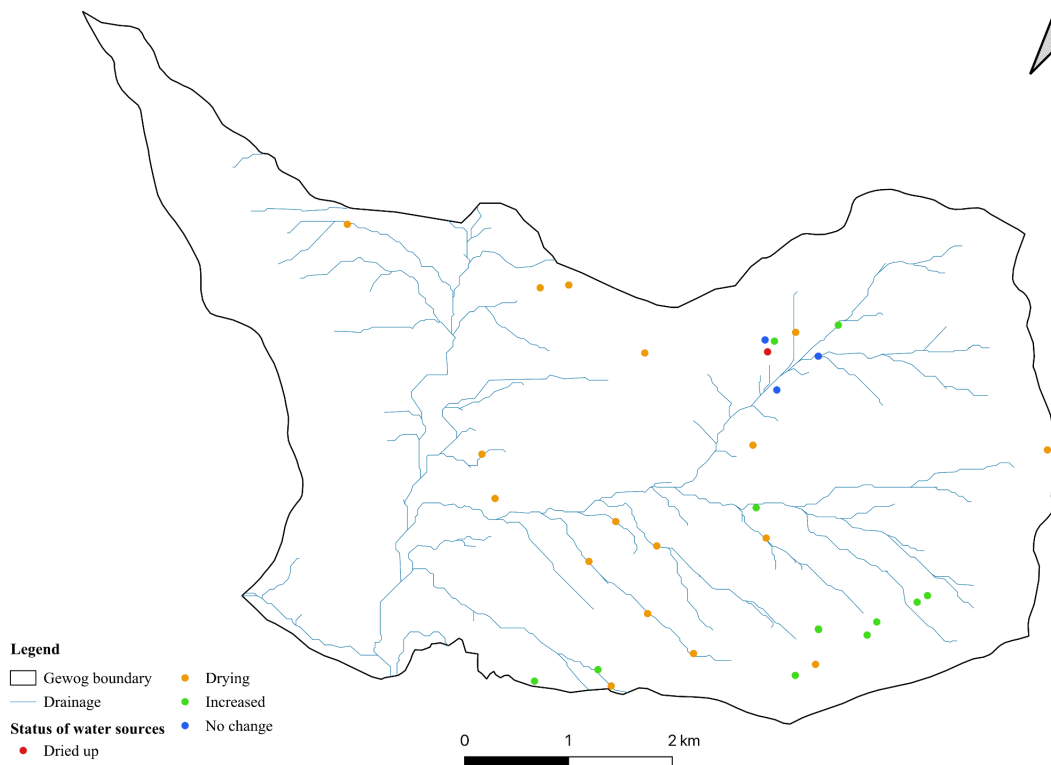 Legend
Gewog boundary
Drainage
Status of water sources
Dried up
Drying
Increased
No change
0 1 2 km